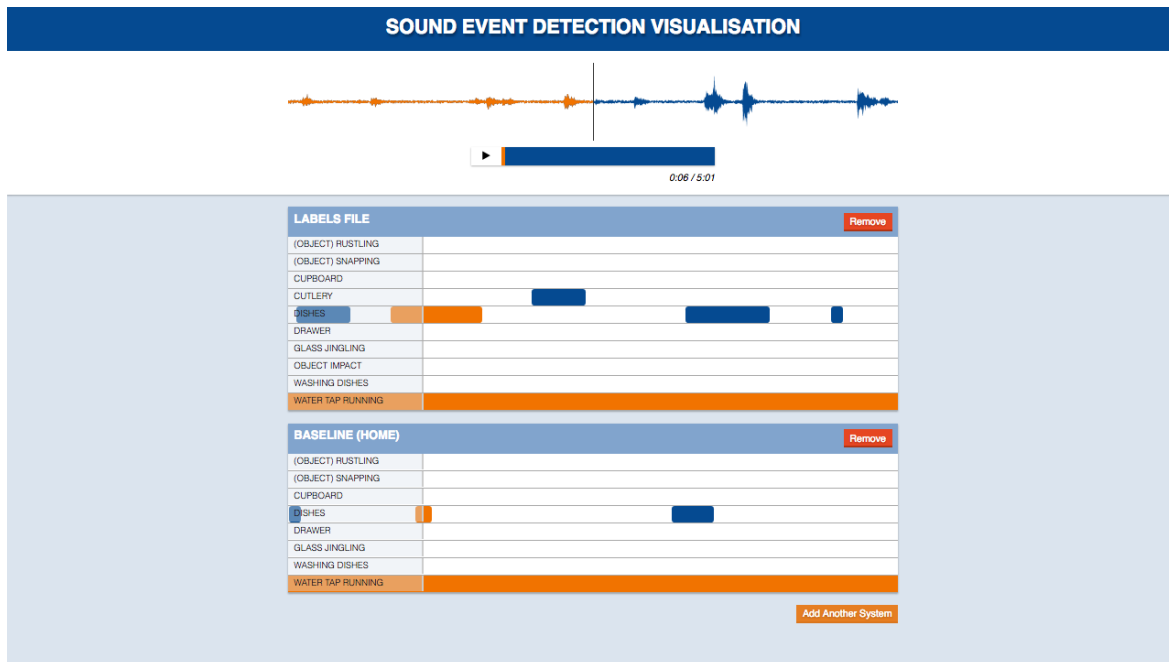 SOUND EVENT DETECTION VISUALISATION
0:06 / 5:01
LABELS FILE
Remove
(OBJECT) RUSTLING
(OBJECT) SNAPPING
CUPBOARD
CUTLERY
DISHES
DRAWER
GLASS JINGLING
OBJECT IMPACT
WASHING DISHES
WATER TAP RUNNING
BASELINE (HOME)
Remove
(OBJECT) RUSTLING
(OBJECT) SNAPPING
CUPBOARD
DISHES
DRAWER
GLASS JINGLING
WASHING DISHES
WATER TAP RUNNING
Add Another System